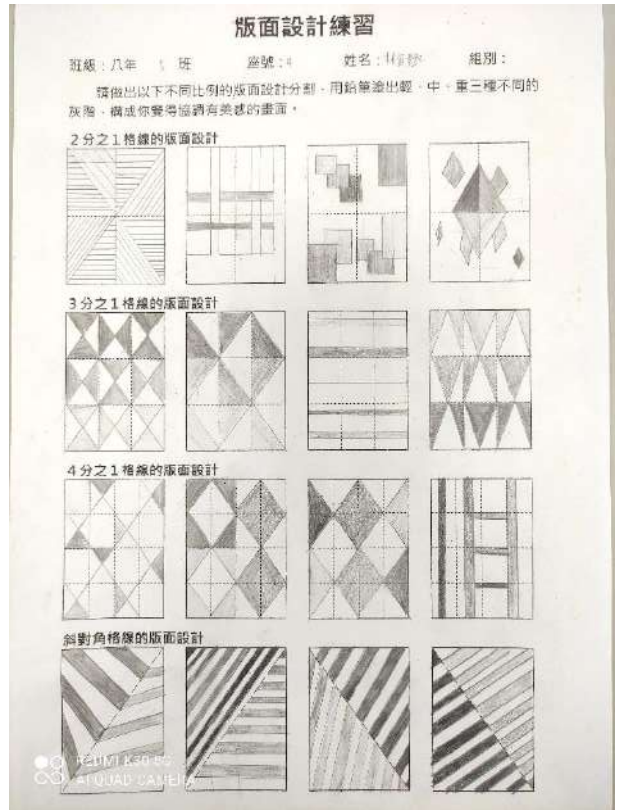 版面設計練習
班級：八年 班 座號：4 姓名： 組別：
請做出以下不同比例的版面設計分割，用鉛筆塗出輕、中、重三種不同的
灰階，構成你覺得協調有美感的畫面。
2分之1格線的版面設計
3分之1格線的版面設計
4分之1格線的版面設計
斜對角格線的版面設計
REDMI K30 5G
AI QUAD CAMERA